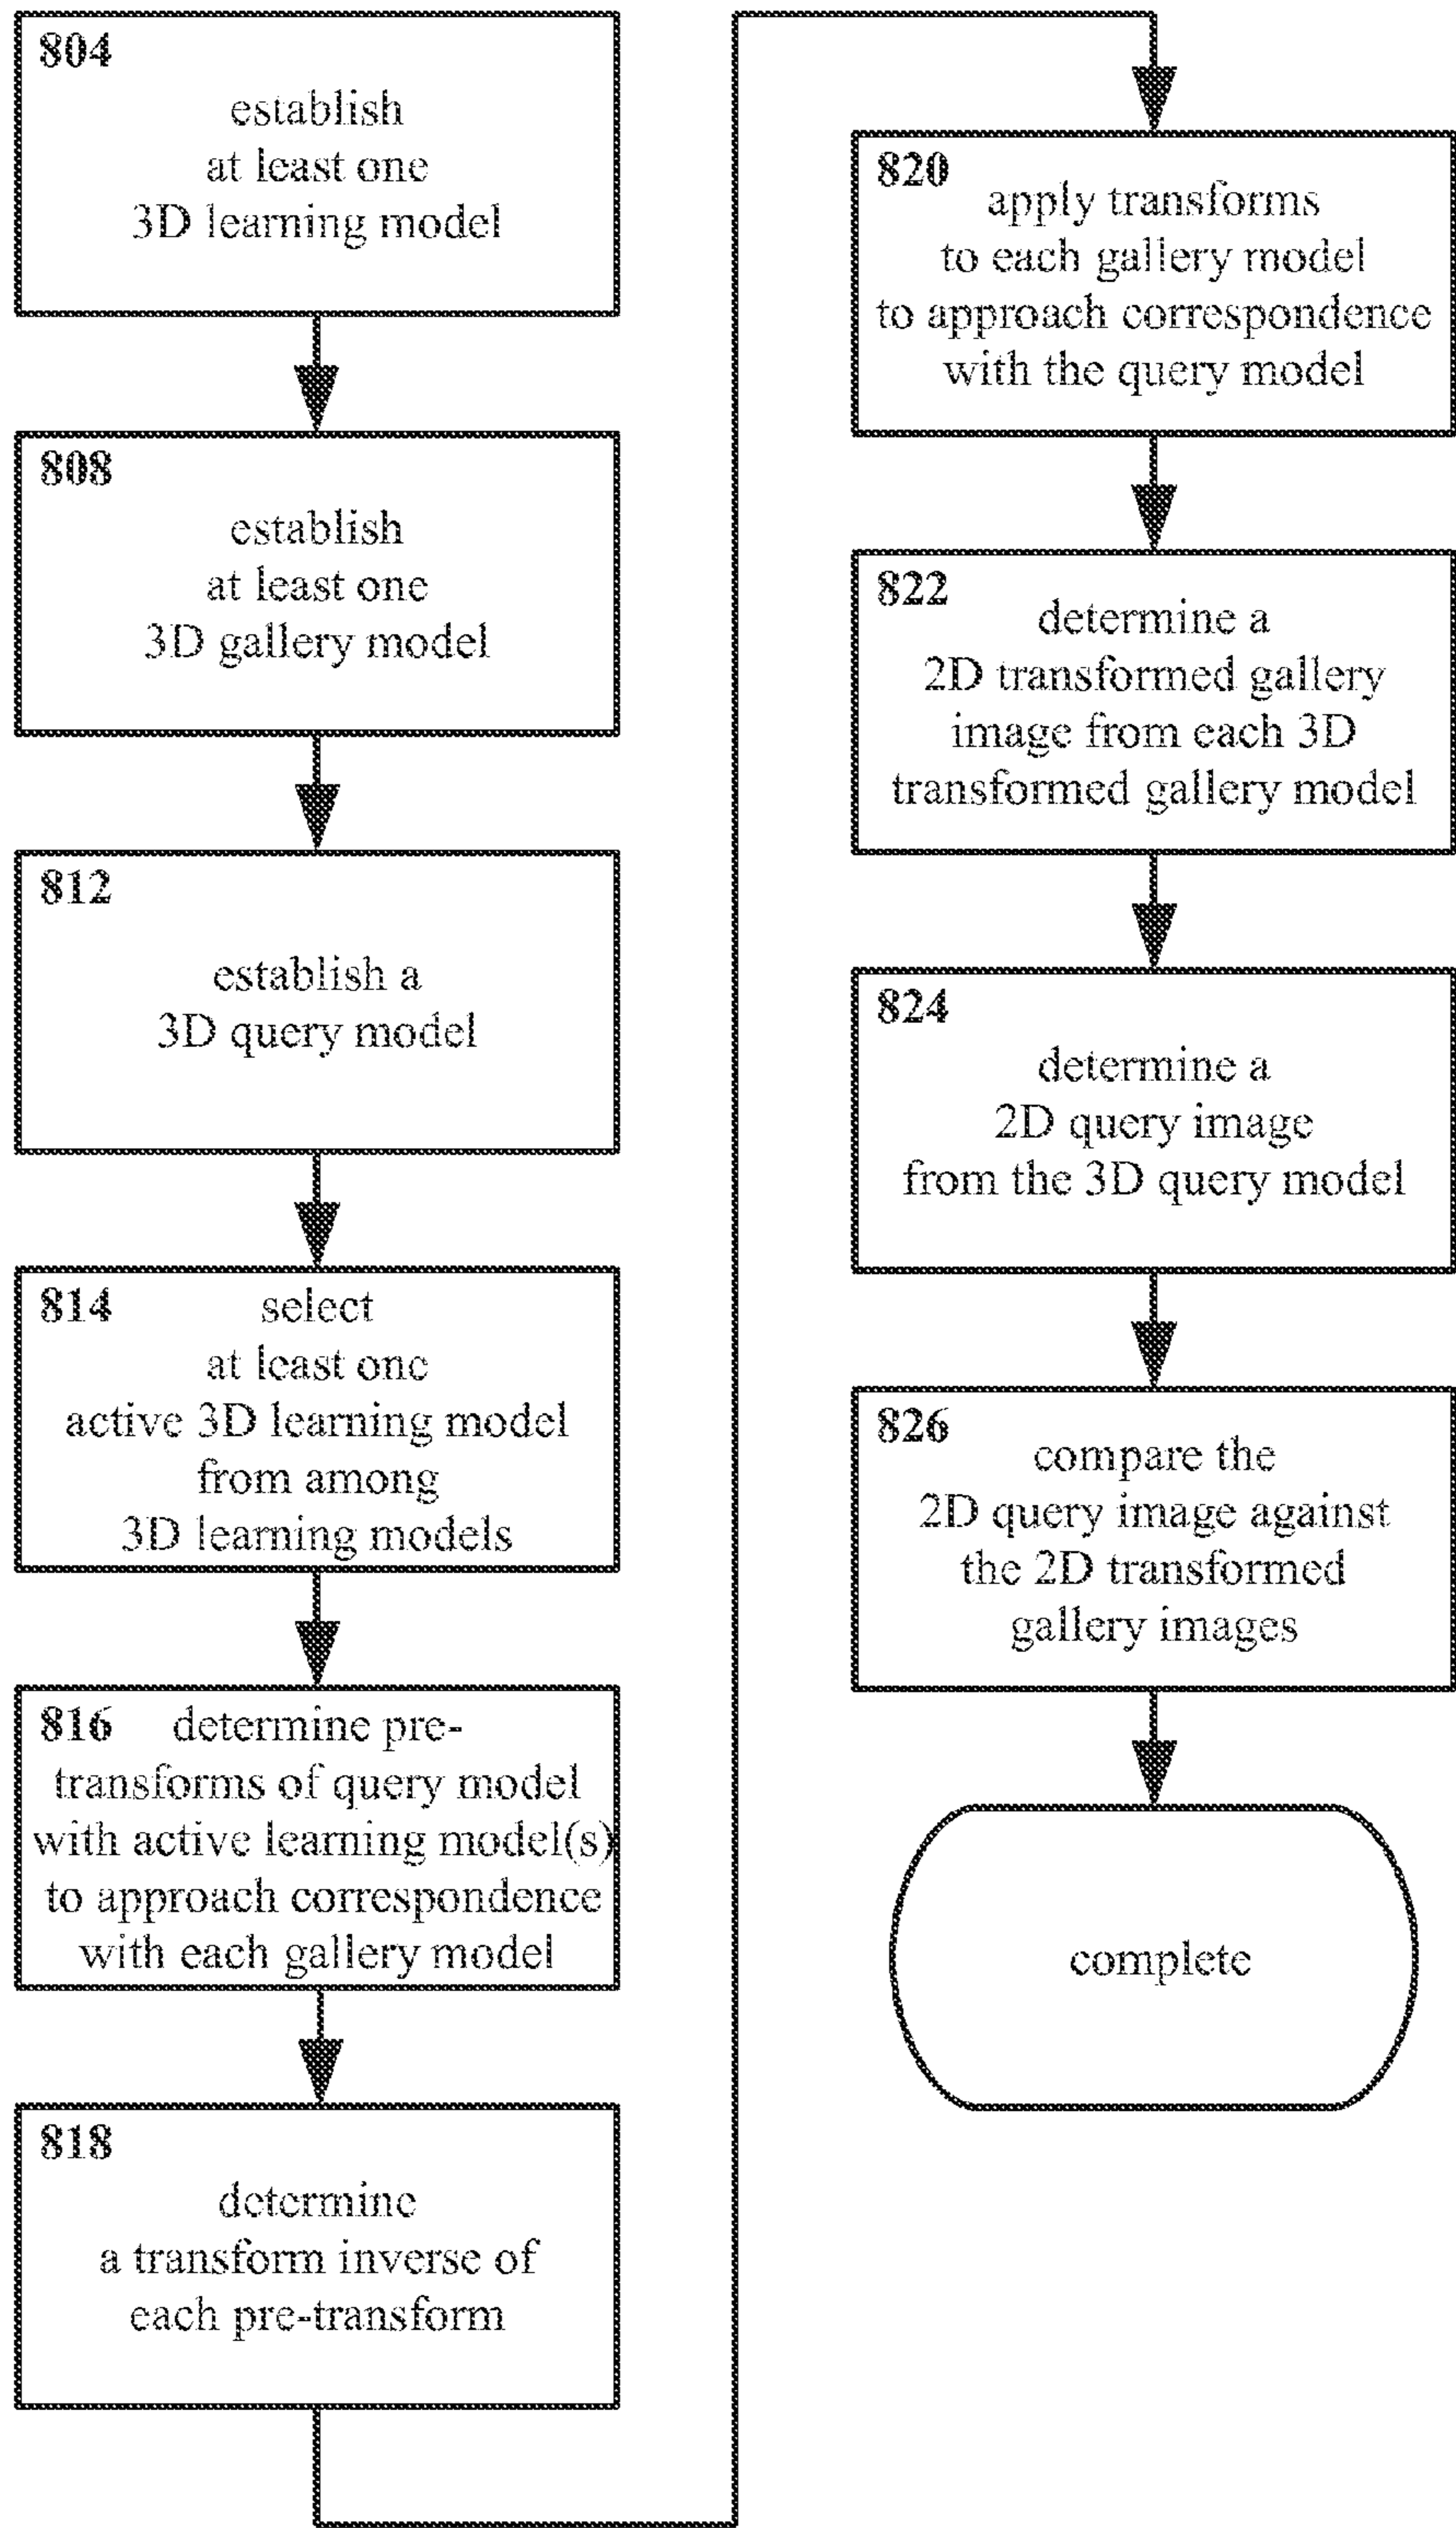 804
establish
at least one
3D learning model
808
establish
at least one
3D gallery model
812
establish a
3D query model
814 select
at least one
active 3D learning model
from among
3D learning models
816 determine pre-
transforms of query model
with active learning model(s)
to approach correspondence
with each gallery model
818
determine
a transform inverse of
each pre-transform
820
apply transforms
to each gallery model
to approach correspondence
with the query model
822
determine a
2D transformed gallery
image from each 3D
transformed gallery model
824
determine a
2D query image
from the 3D query model
826
compare the
2D query image against
the 2D transformed
gallery images
complete